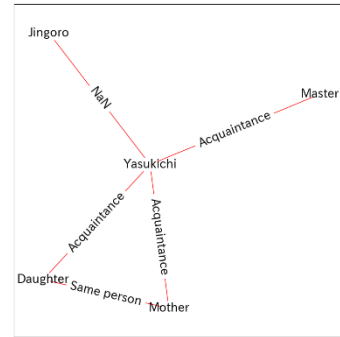 Jingoro
NaN
Master
Acquaintance
Yasukichi
Acquaintance
Acquaintance
Daughter
Same person
Mother